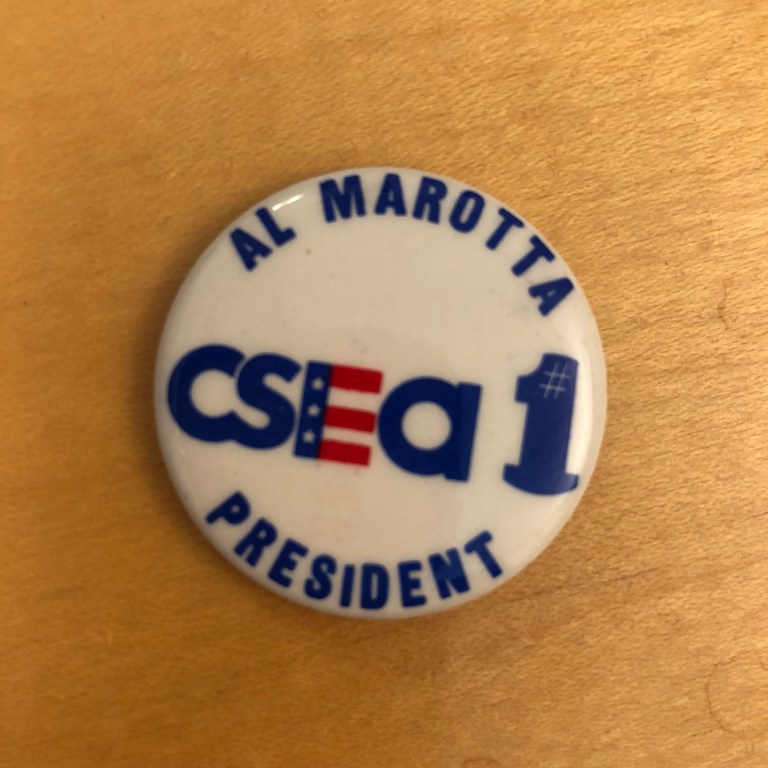 AL MAROTTA
CSEa #1
PRESIDENT